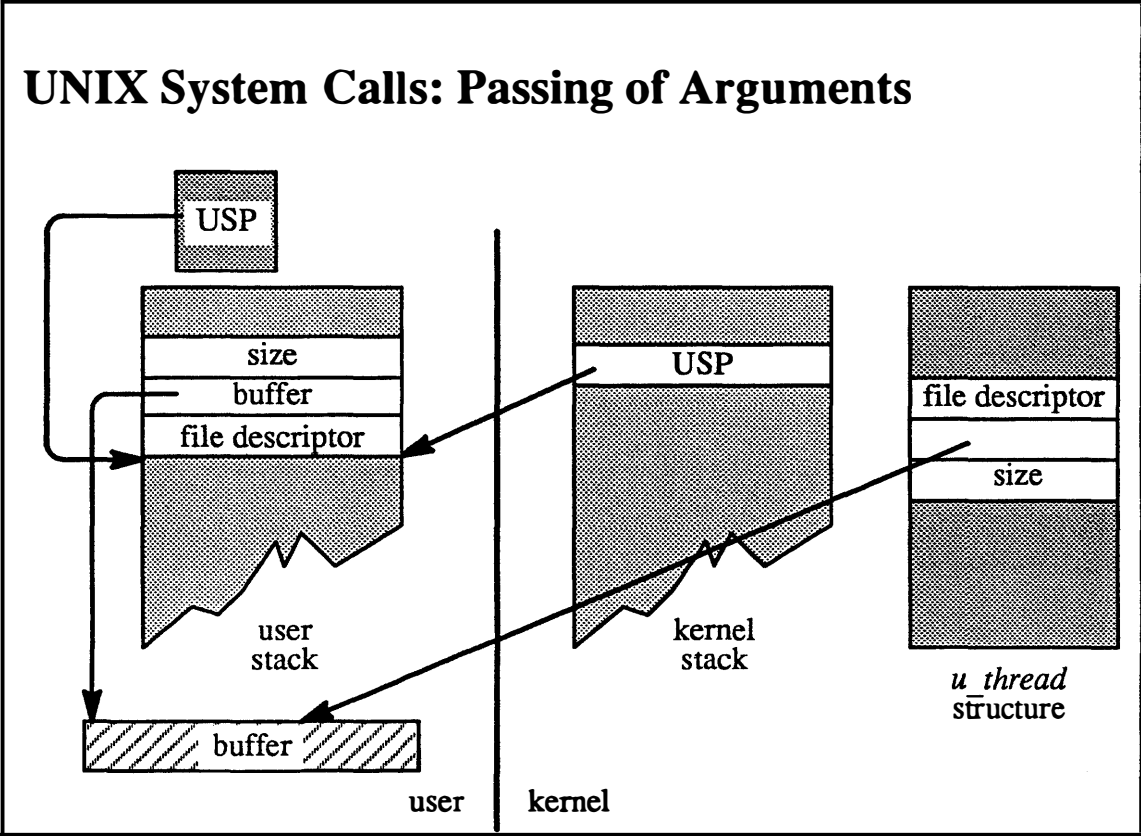 UNIX System Calls: Passing of Arguments
USP
size
buffer
file descriptor
user
stack
buffer
user
kernel
USP
kernel
stack
file descriptor
size
u_thread
structure